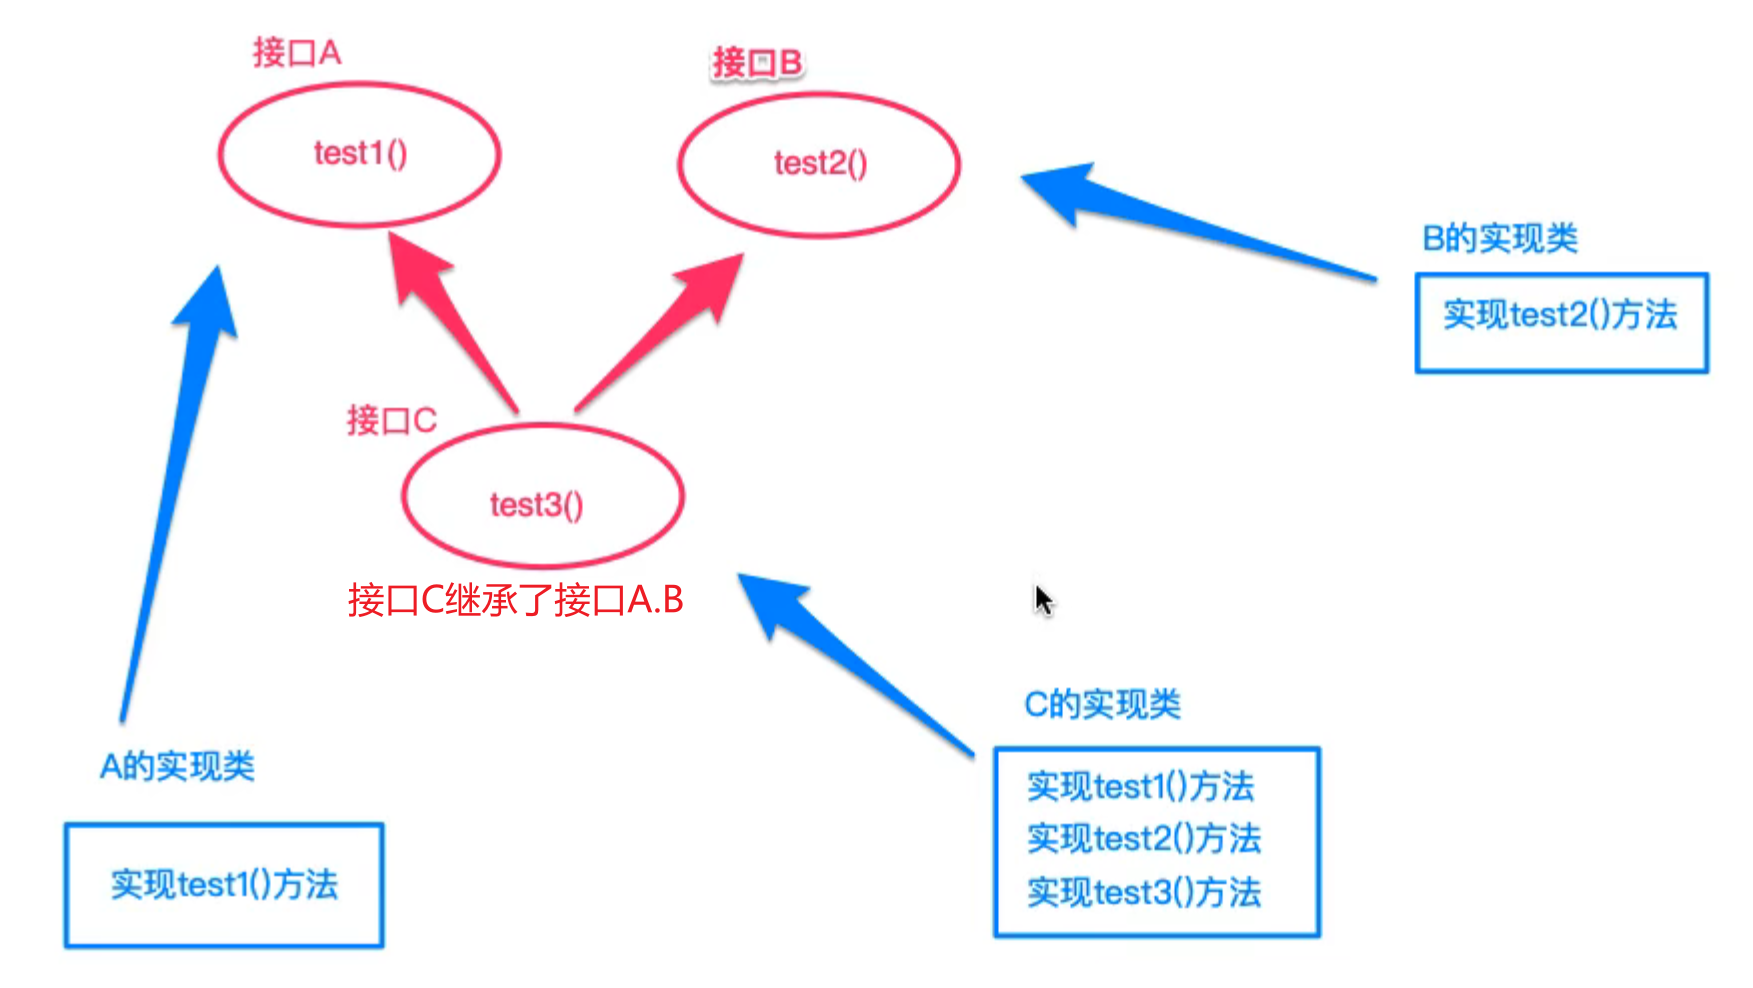 接口A
test1()
接口B
test2()
B的实现类
实现test2()方法
接口C
test3()
接口C继承了接口A.B
A的实现类
实现test1()方法
C的实现类
实现test1()方法
实现test2()方法
实现test3()方法